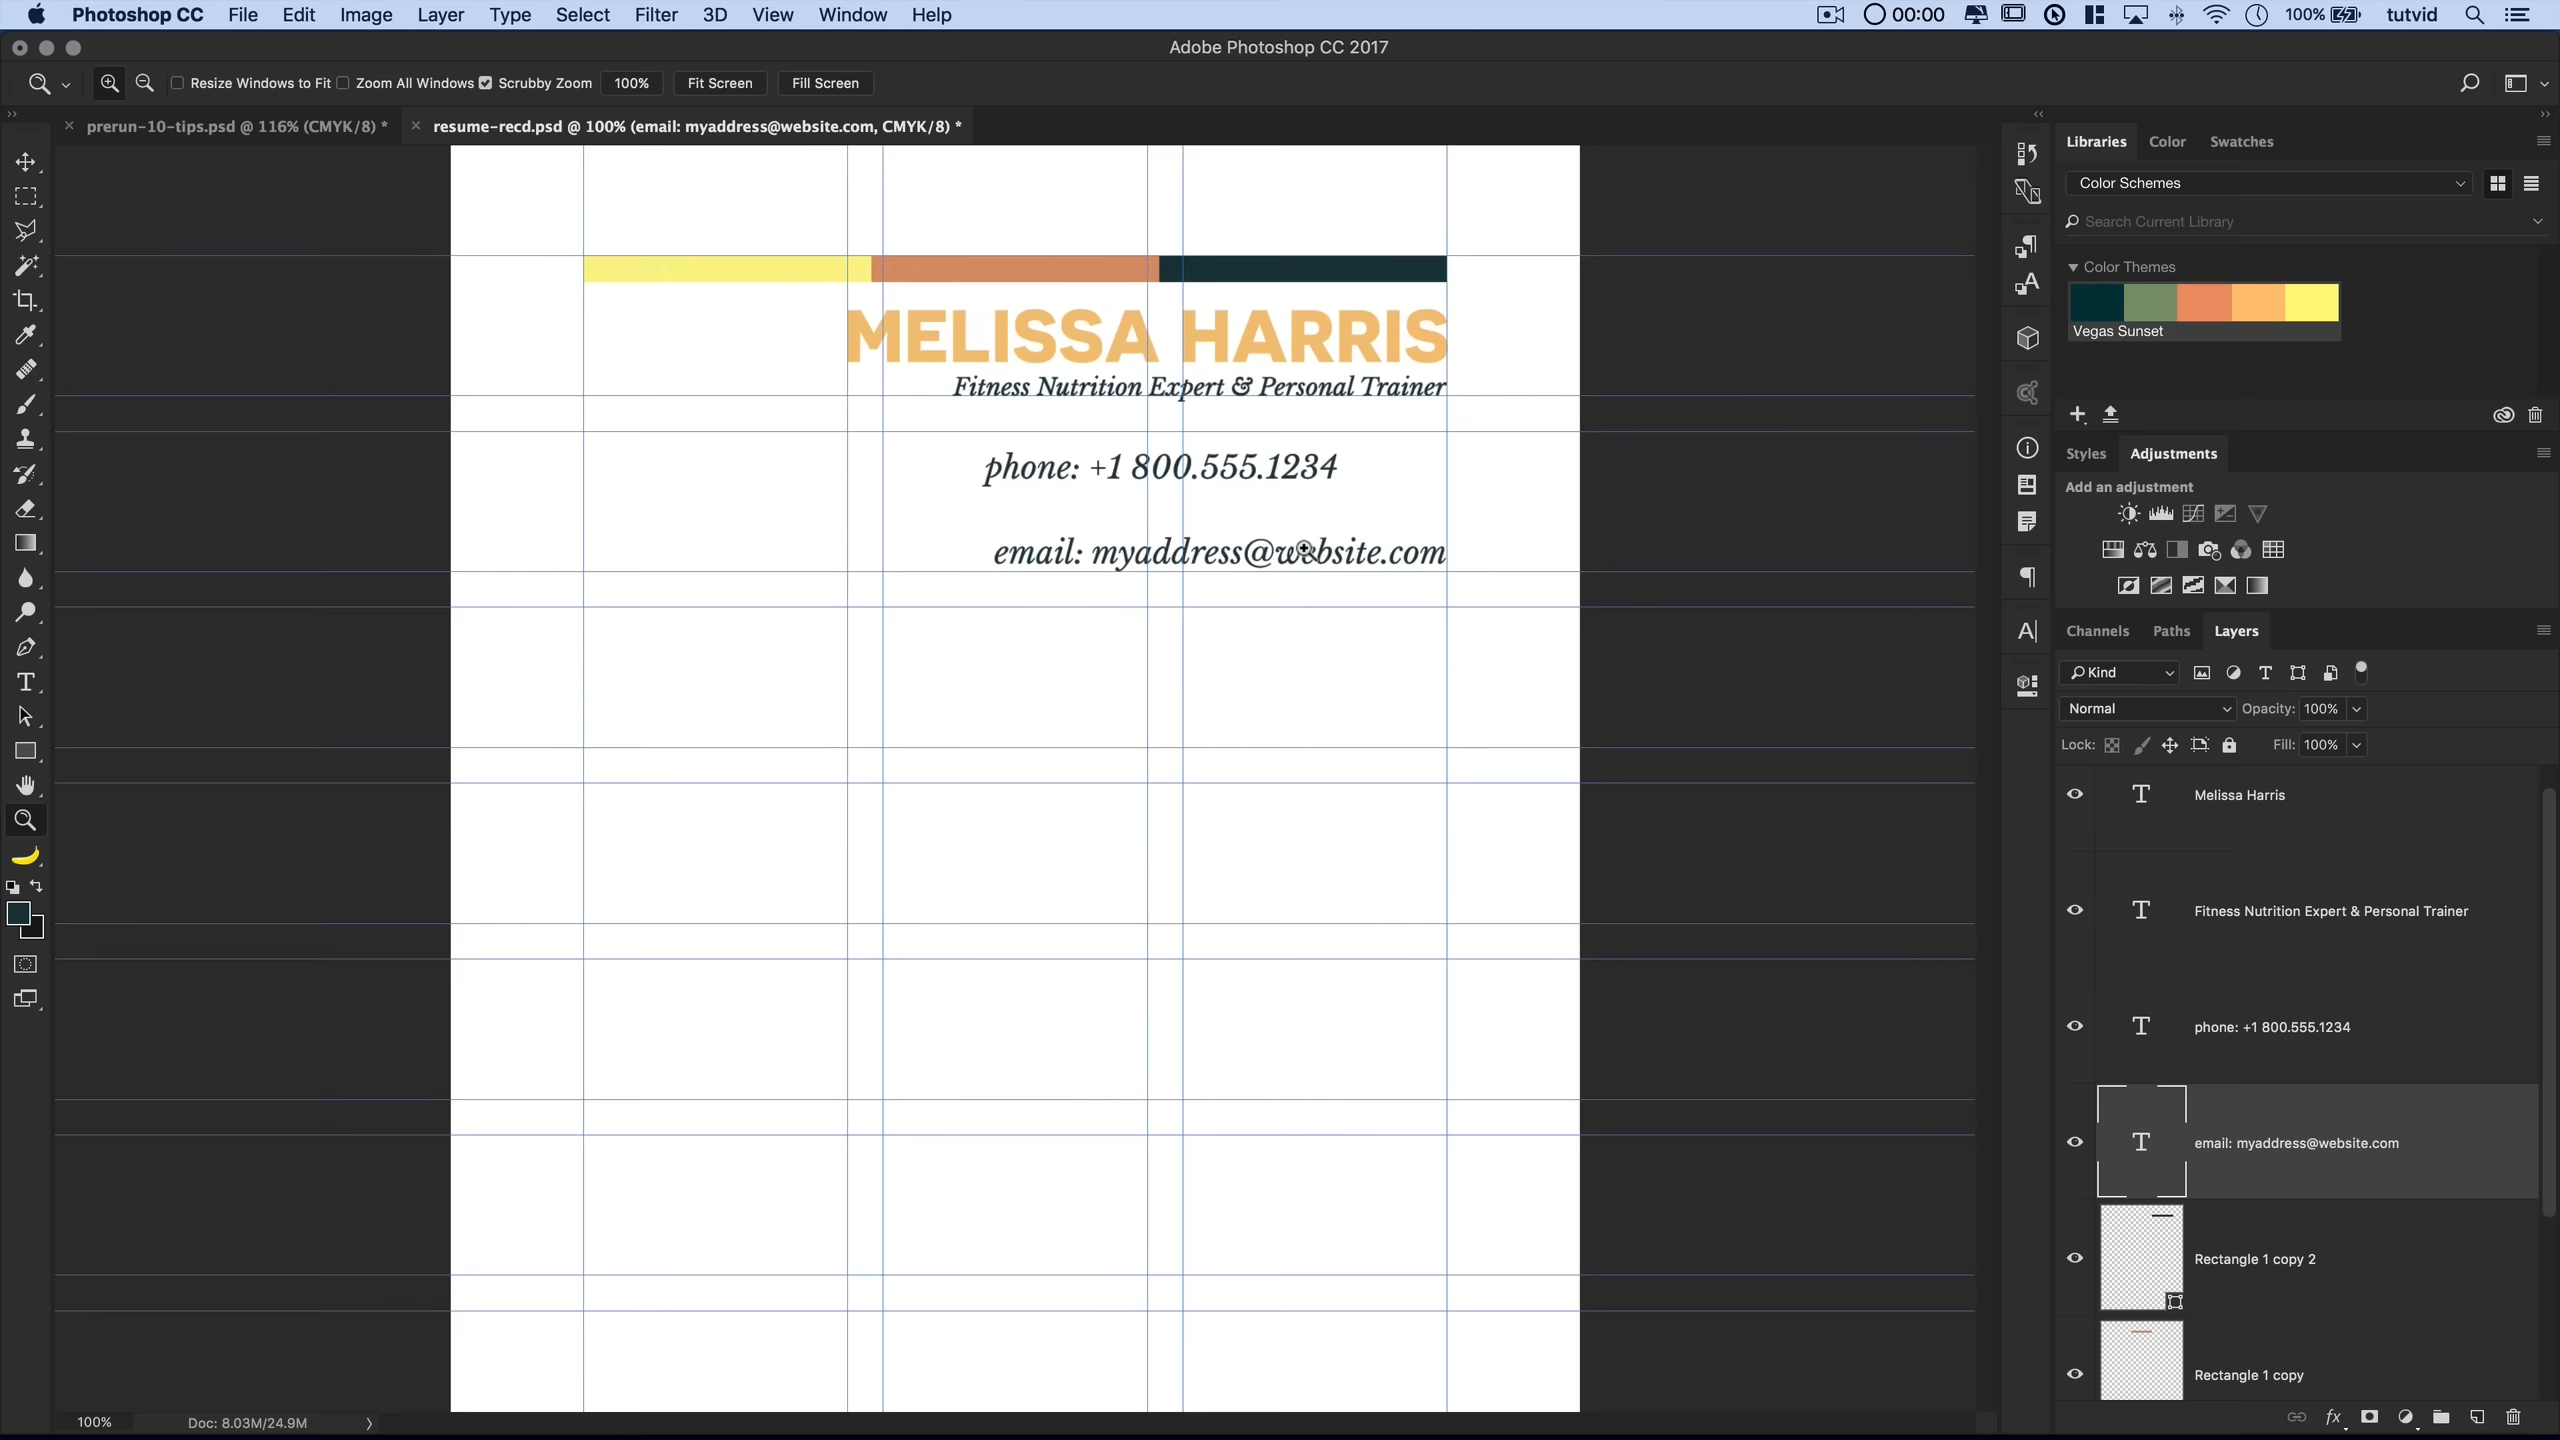 Photoshop CC File Edit Image Layer Type Select Filter 3D View Window Help 00:00 100% tutvid
Adobe Photoshop CC 2017
Resize Windows to Fit Zoom All Windows Scrubby Zoom 100% Fit Screen Fill Screen
prerun-10-tips.psd @ 116% (CMYK/8) * resume-recd.psd @ 100% (email: myaddress@website.com, CMYK/8) *
MELISSA HARRIS
Fitness Nutrition Expert & Personal Trainer
phone: +1 800.555.1234
email: myaddress@website.com
Libraries Color Swatches
Color Schemes
Search Current Library
Color Themes
Vegas Sunset
Styles Adjustments
Add an adjustment
Channels Paths Layers
Kind
Normal Opacity: 100%
Lock: Fill: 100%
Melissa Harris
Fitness Nutrition Expert & Personal Trainer
phone: +1 800.555.1234
email: myaddress@website.com
Rectangle 1 copy 2
Rectangle 1 copy
fx
100% Doc: 8.03M/24.9M